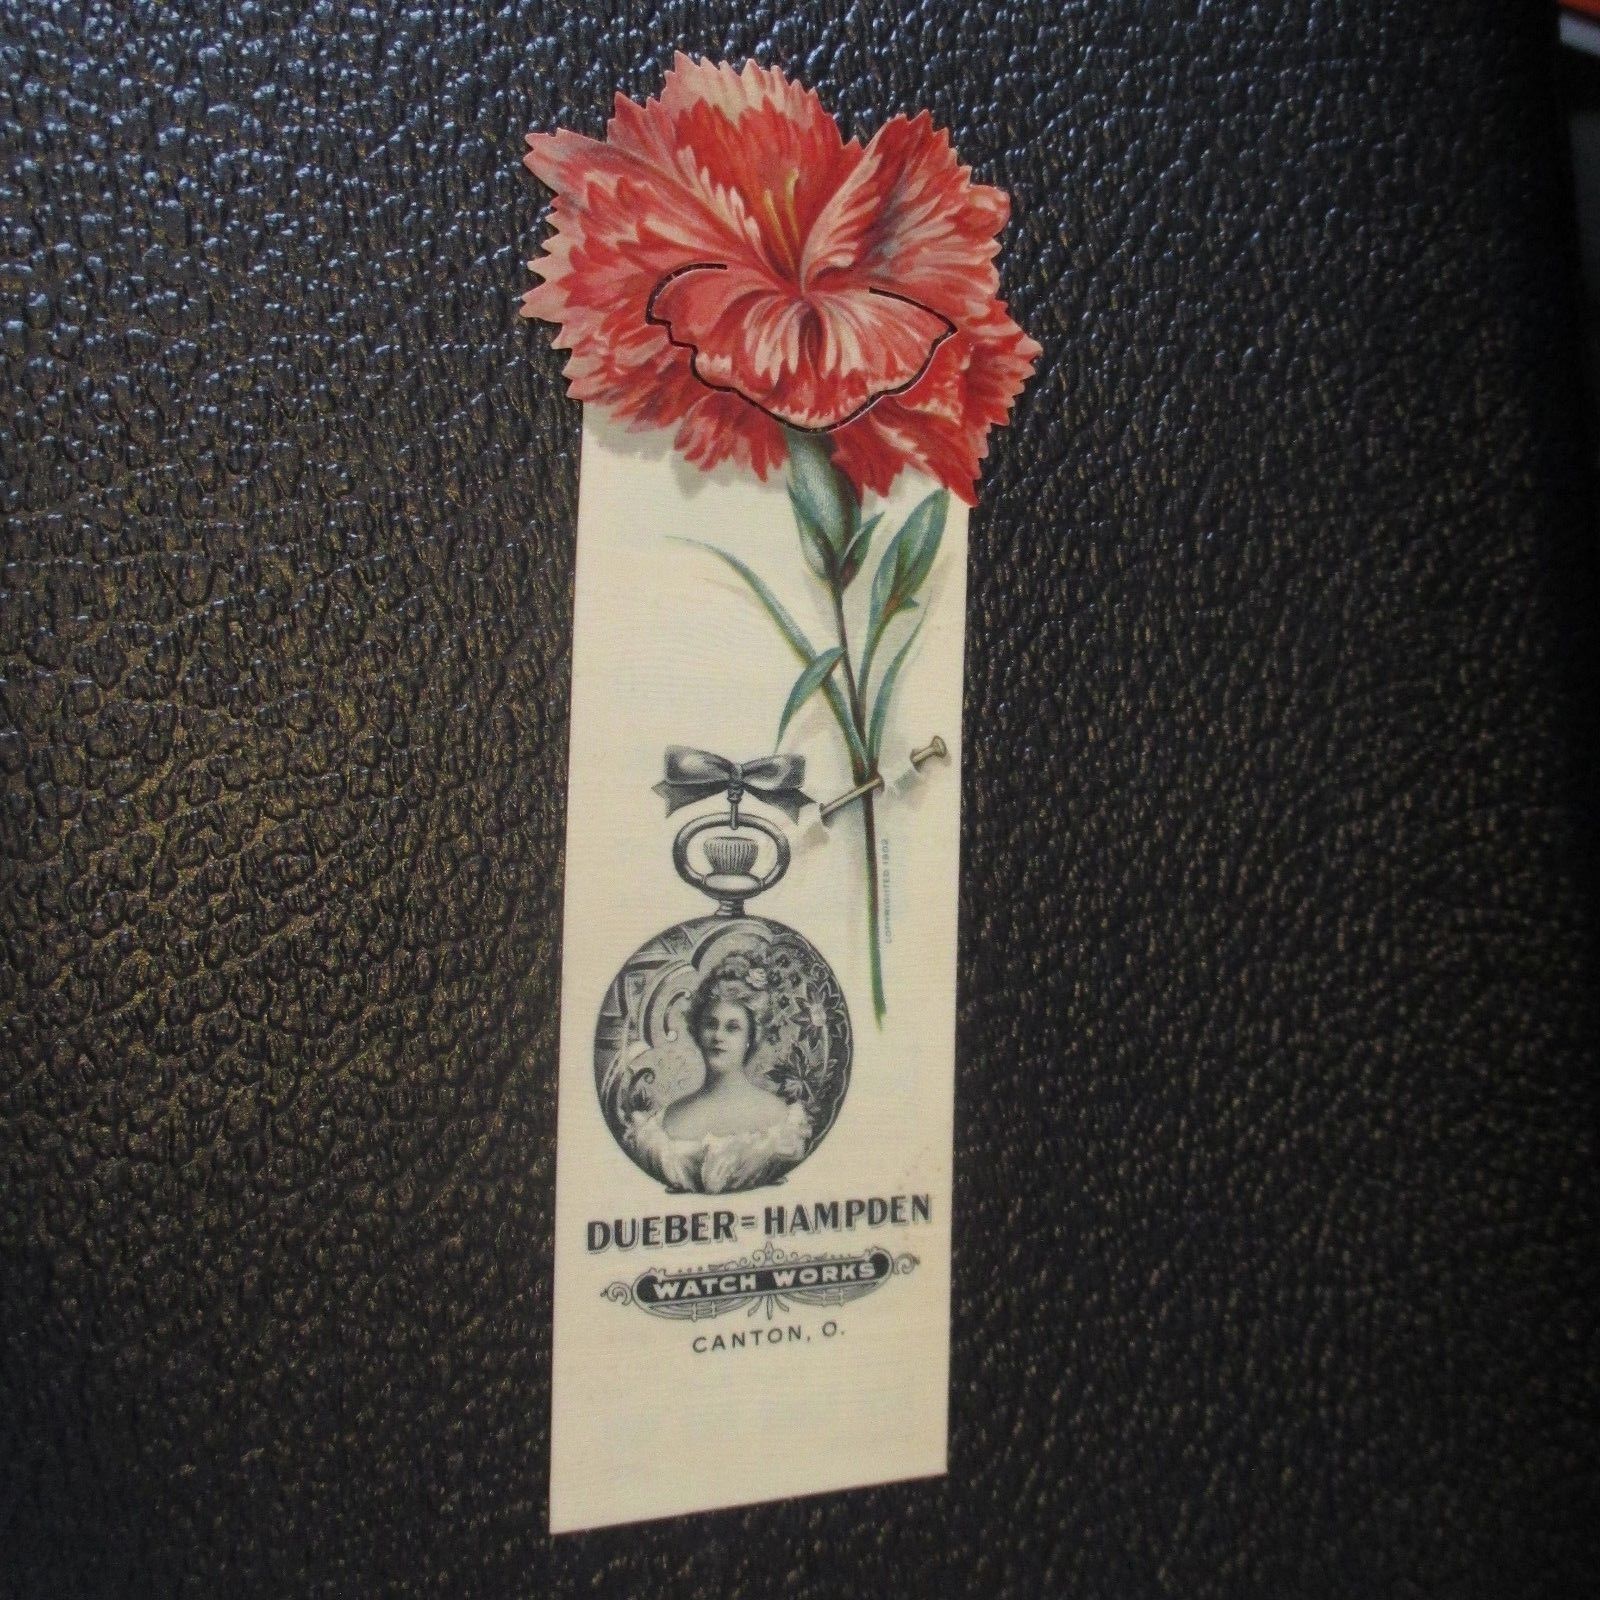 COPYRIGHTED 1902
DUEBER=HAMPDEN
WATCH WORKS
CANTON, O.